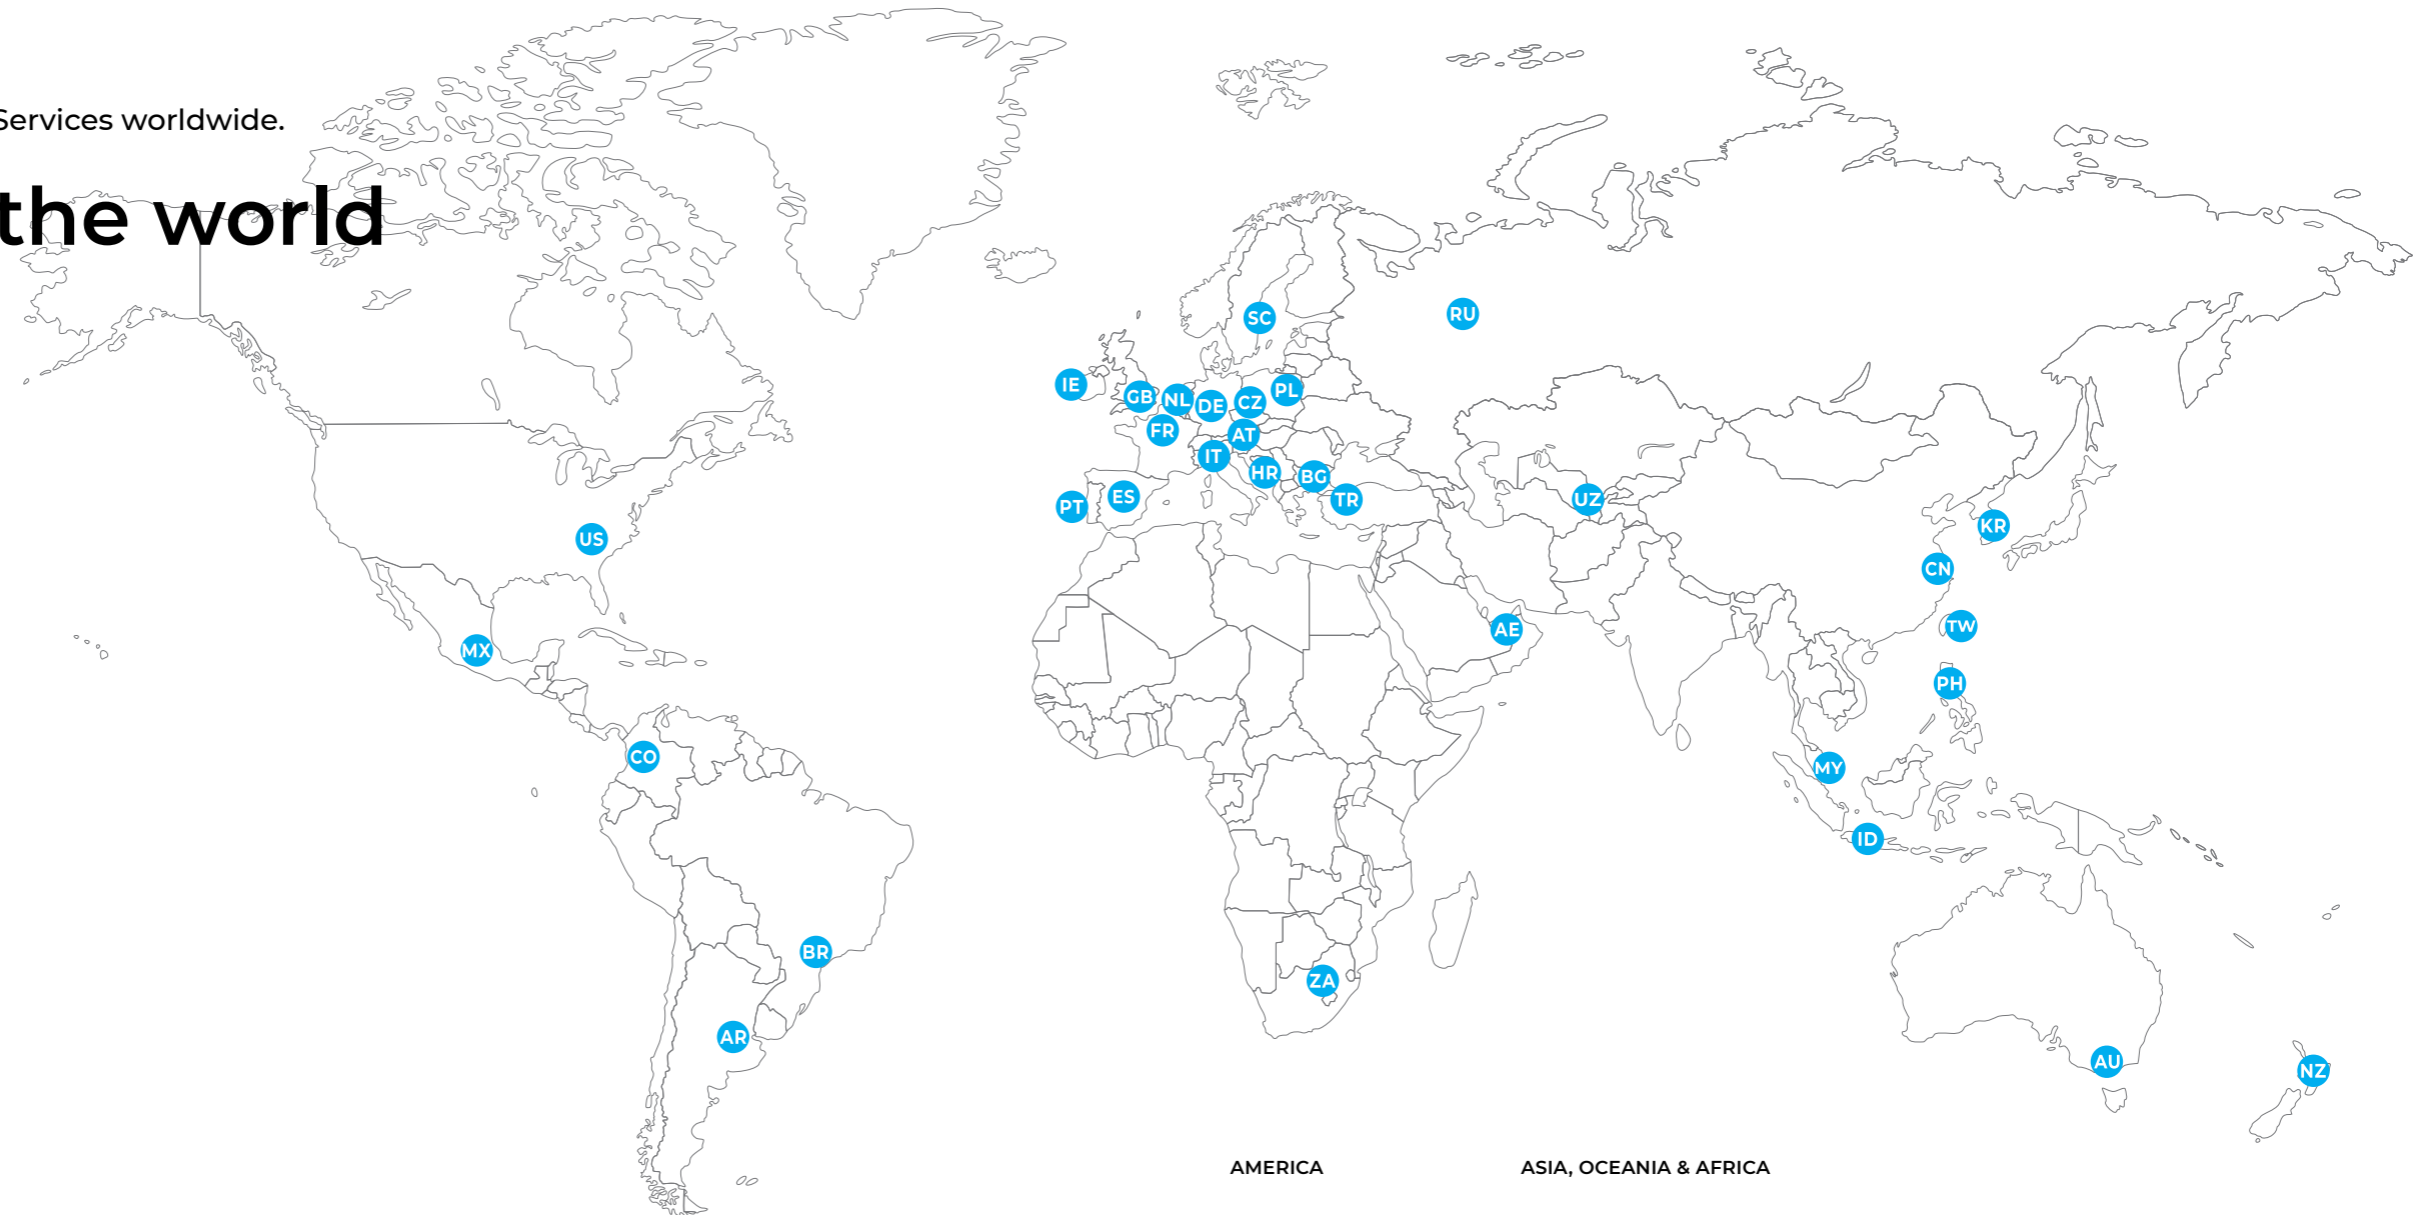 Services worldwide.
the world
SC
RU
IE
GB
NL
DE
CZ
PL
FR
AT
IT
HR
BG
PT
ES
TR
UZ
US
KR
CN
MX
AE
TW
PH
CO
MY
ID
BR
ZA
AR
AU
NZ
AMERICA
ASIA, OCEANIA & AFRICA